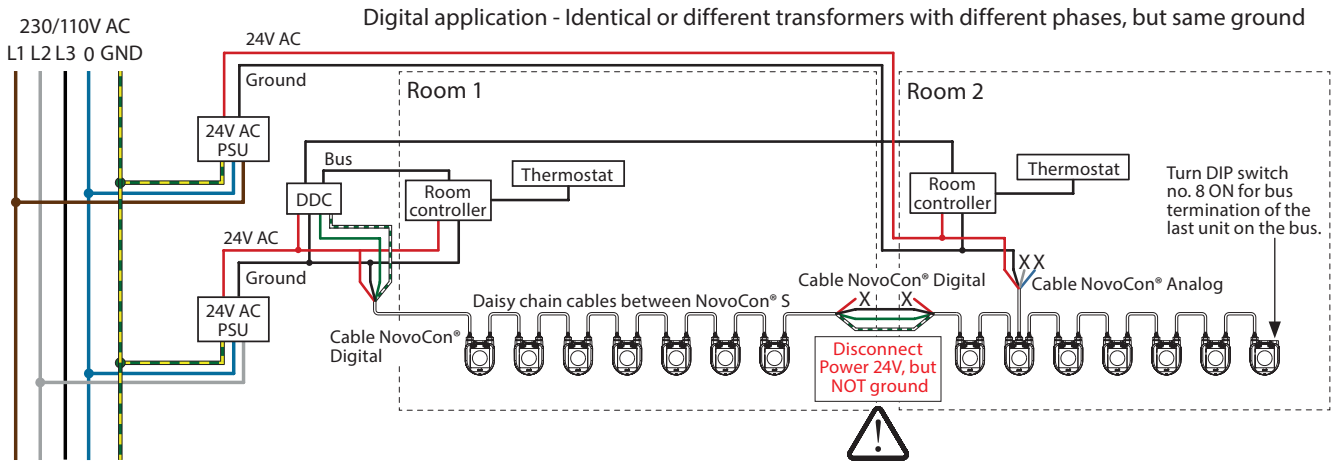 Digital application - Identical or different transformers with different phases, but same ground
230/110V AC
L1 L2 L3 0 GND
24V AC
Ground
24V AC
PSU
Room 1
Room 2
Bus
DDC
Room
controller
Thermostat
Room
controller
Thermostat
Turn DIP switch
no. 8 ON for bus
termination of the
last unit on the bus.
24V AC
Ground
24V AC
PSU
Cable NovoCon®
Digital
Daisy chain cables between NovoCon® S
Cable NovoCon® Digital
X X
X X
Cable NovoCon® Analog
Disconnect
Power 24V, but
NOT ground
!